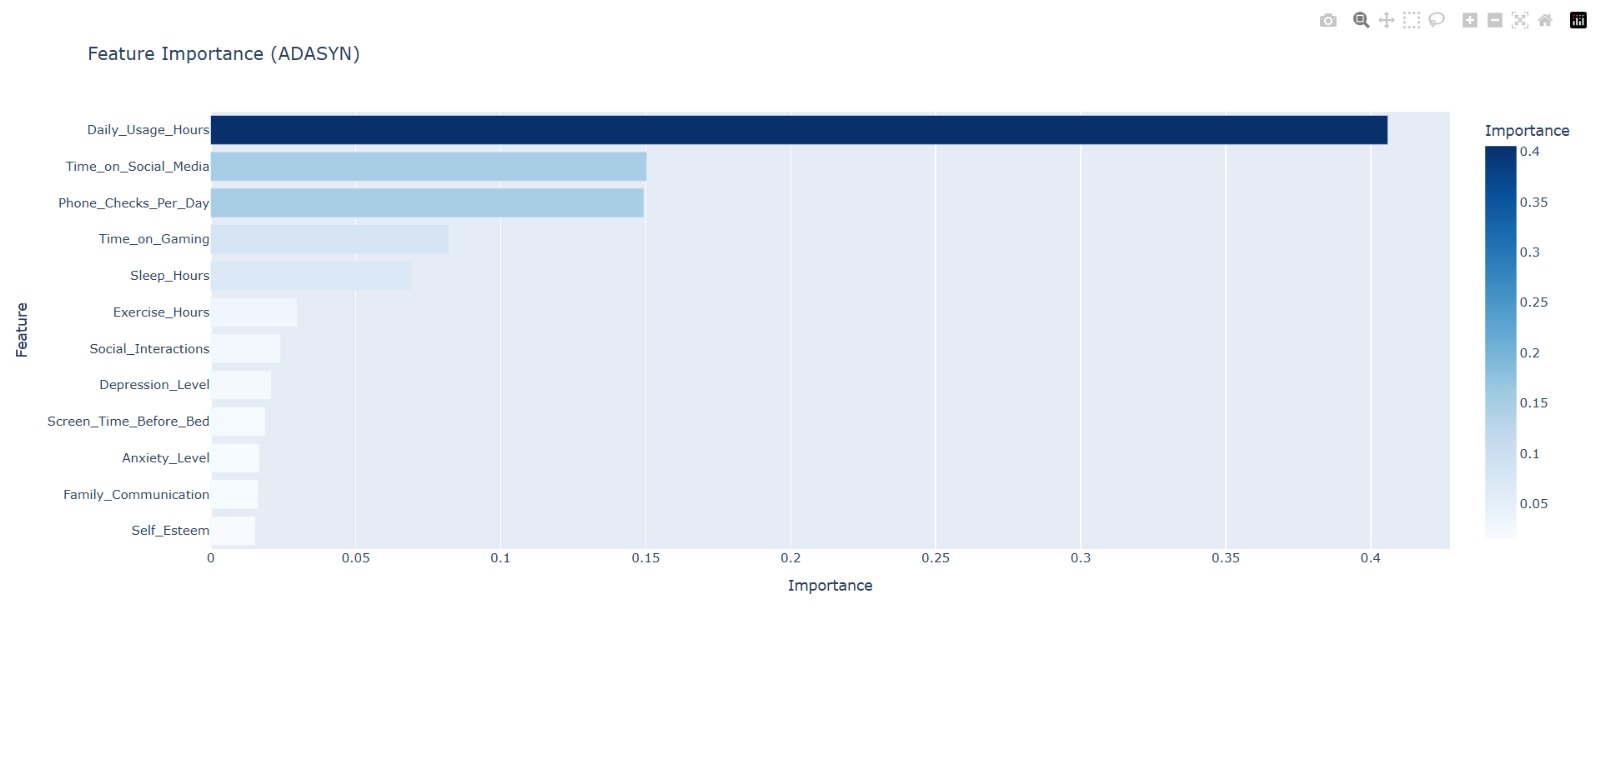 Feature Importance (ADASYN)
Feature
Daily_Usage_Hours
Time_on_Social_Media
Phone_Checks_Per_Day
Time_on_Gaming
Sleep_Hours
Exercise_Hours
Social_Interactions
Depression_Level
Screen_Time_Before_Bed
Anxiety_Level
Family_Communication
Self_Esteem
0 0.05 0.1 0.15 0.2 0.25 0.3 0.35 0.4
Importance
Importance
0.4
0.35
0.3
0.25
0.2
0.15
0.1
0.05